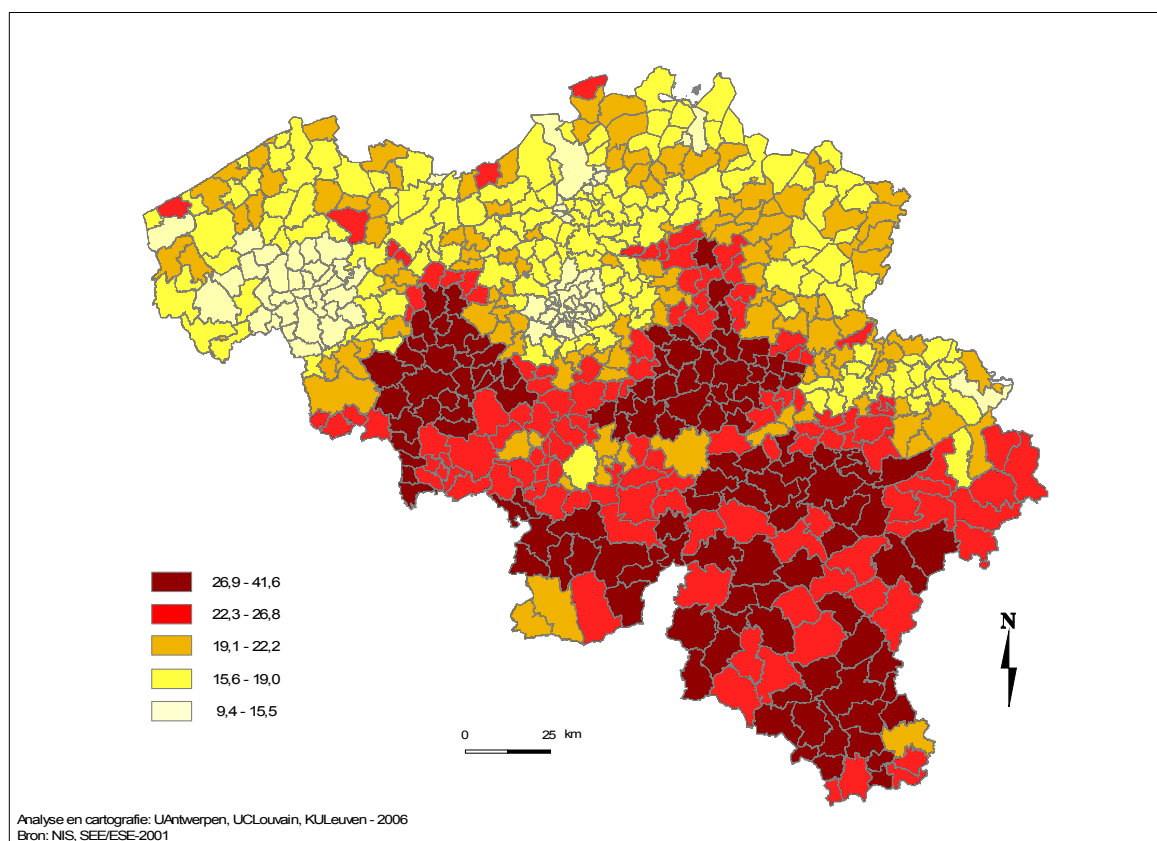 26,9 - 41,6
22,3 - 26,8
19,1 - 22,2
15,6 - 19,0
9,4 - 15,5
N
0 25 km
Analyse en cartografie: UAntwerpen, UCLouvain, KULeuven - 2006
Bron: NIS, SEE/ESE-2001